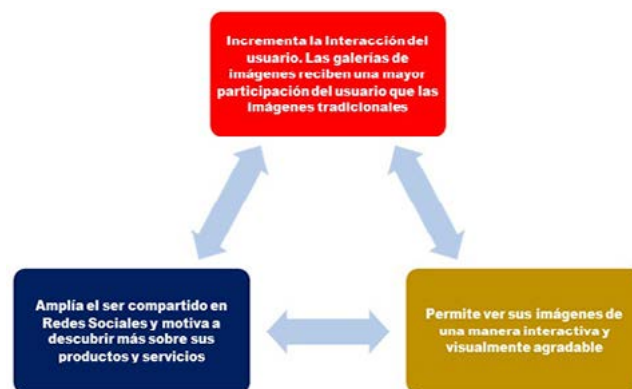 Incrementa la Interacción del
usuario. Las galerías de
imágenes reciben una mayor
participación del usuario que las
imágenes tradicionales
Amplía el ser compartido en
Redes Sociales y motiva a
descubrir más sobre sus
productos y servicios
Permite ver sus imágenes de
una manera interactiva y
visualmente agradable